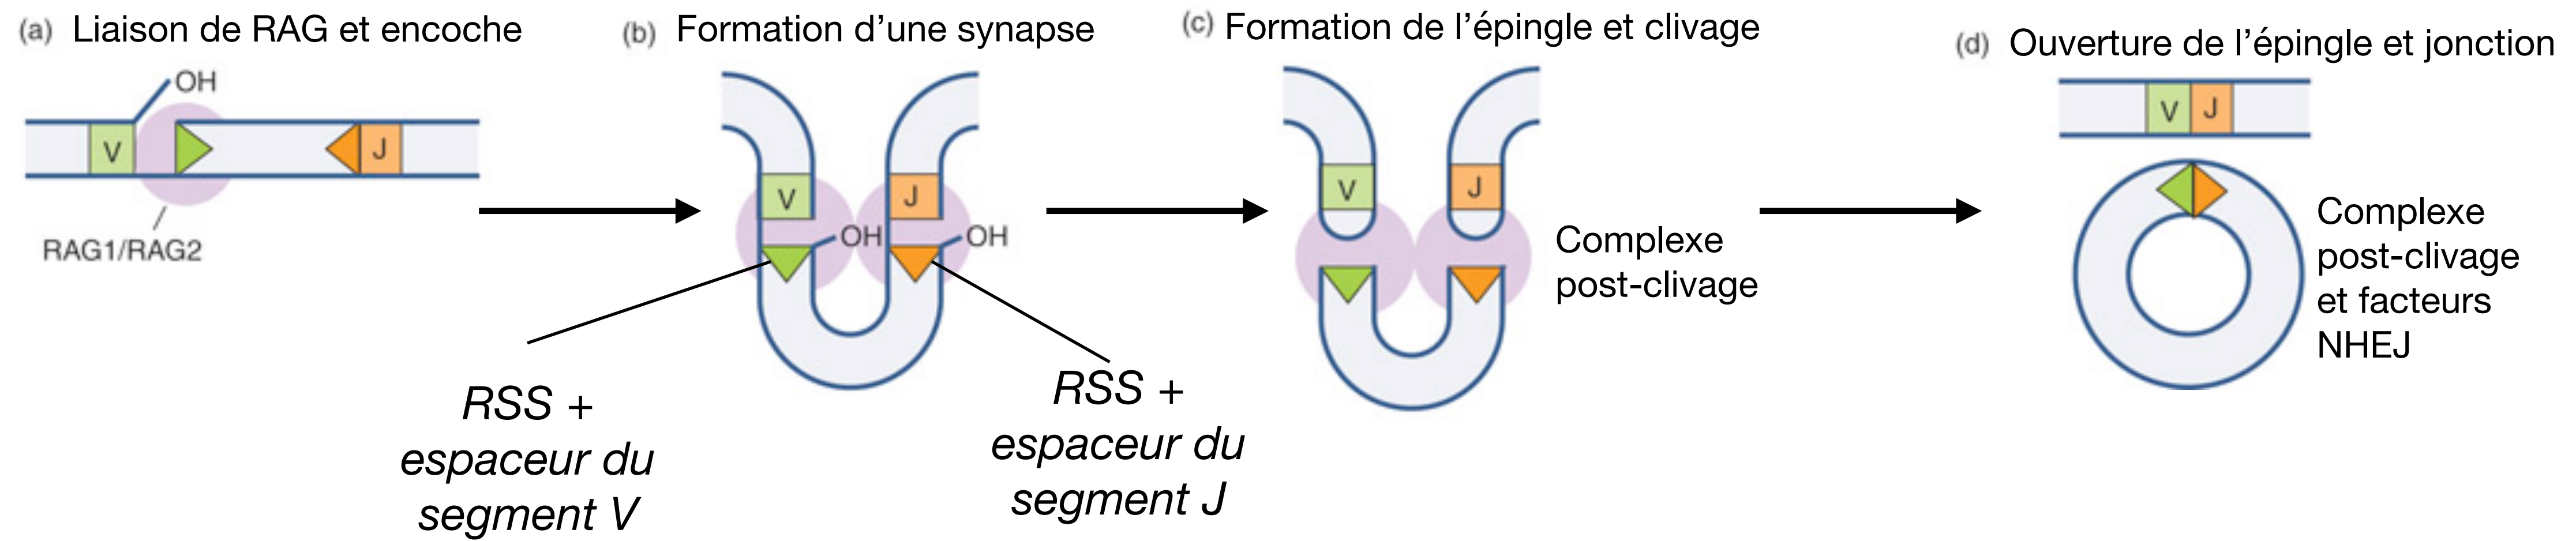 (a) Liaison de RAG et encoche
OH
V
J
RAG1/RAG2
(b) Formation d’une synapse
V
J
OH
OH
RSS +
espaceur du
segment V
RSS +
espaceur du
segment J
(c) Formation de l’épingle et clivage
V
J
Complexe
post-clivage
(d) Ouverture de l’épingle et jonction
V
J
Complexe
post-clivage
et facteurs
NHEJ